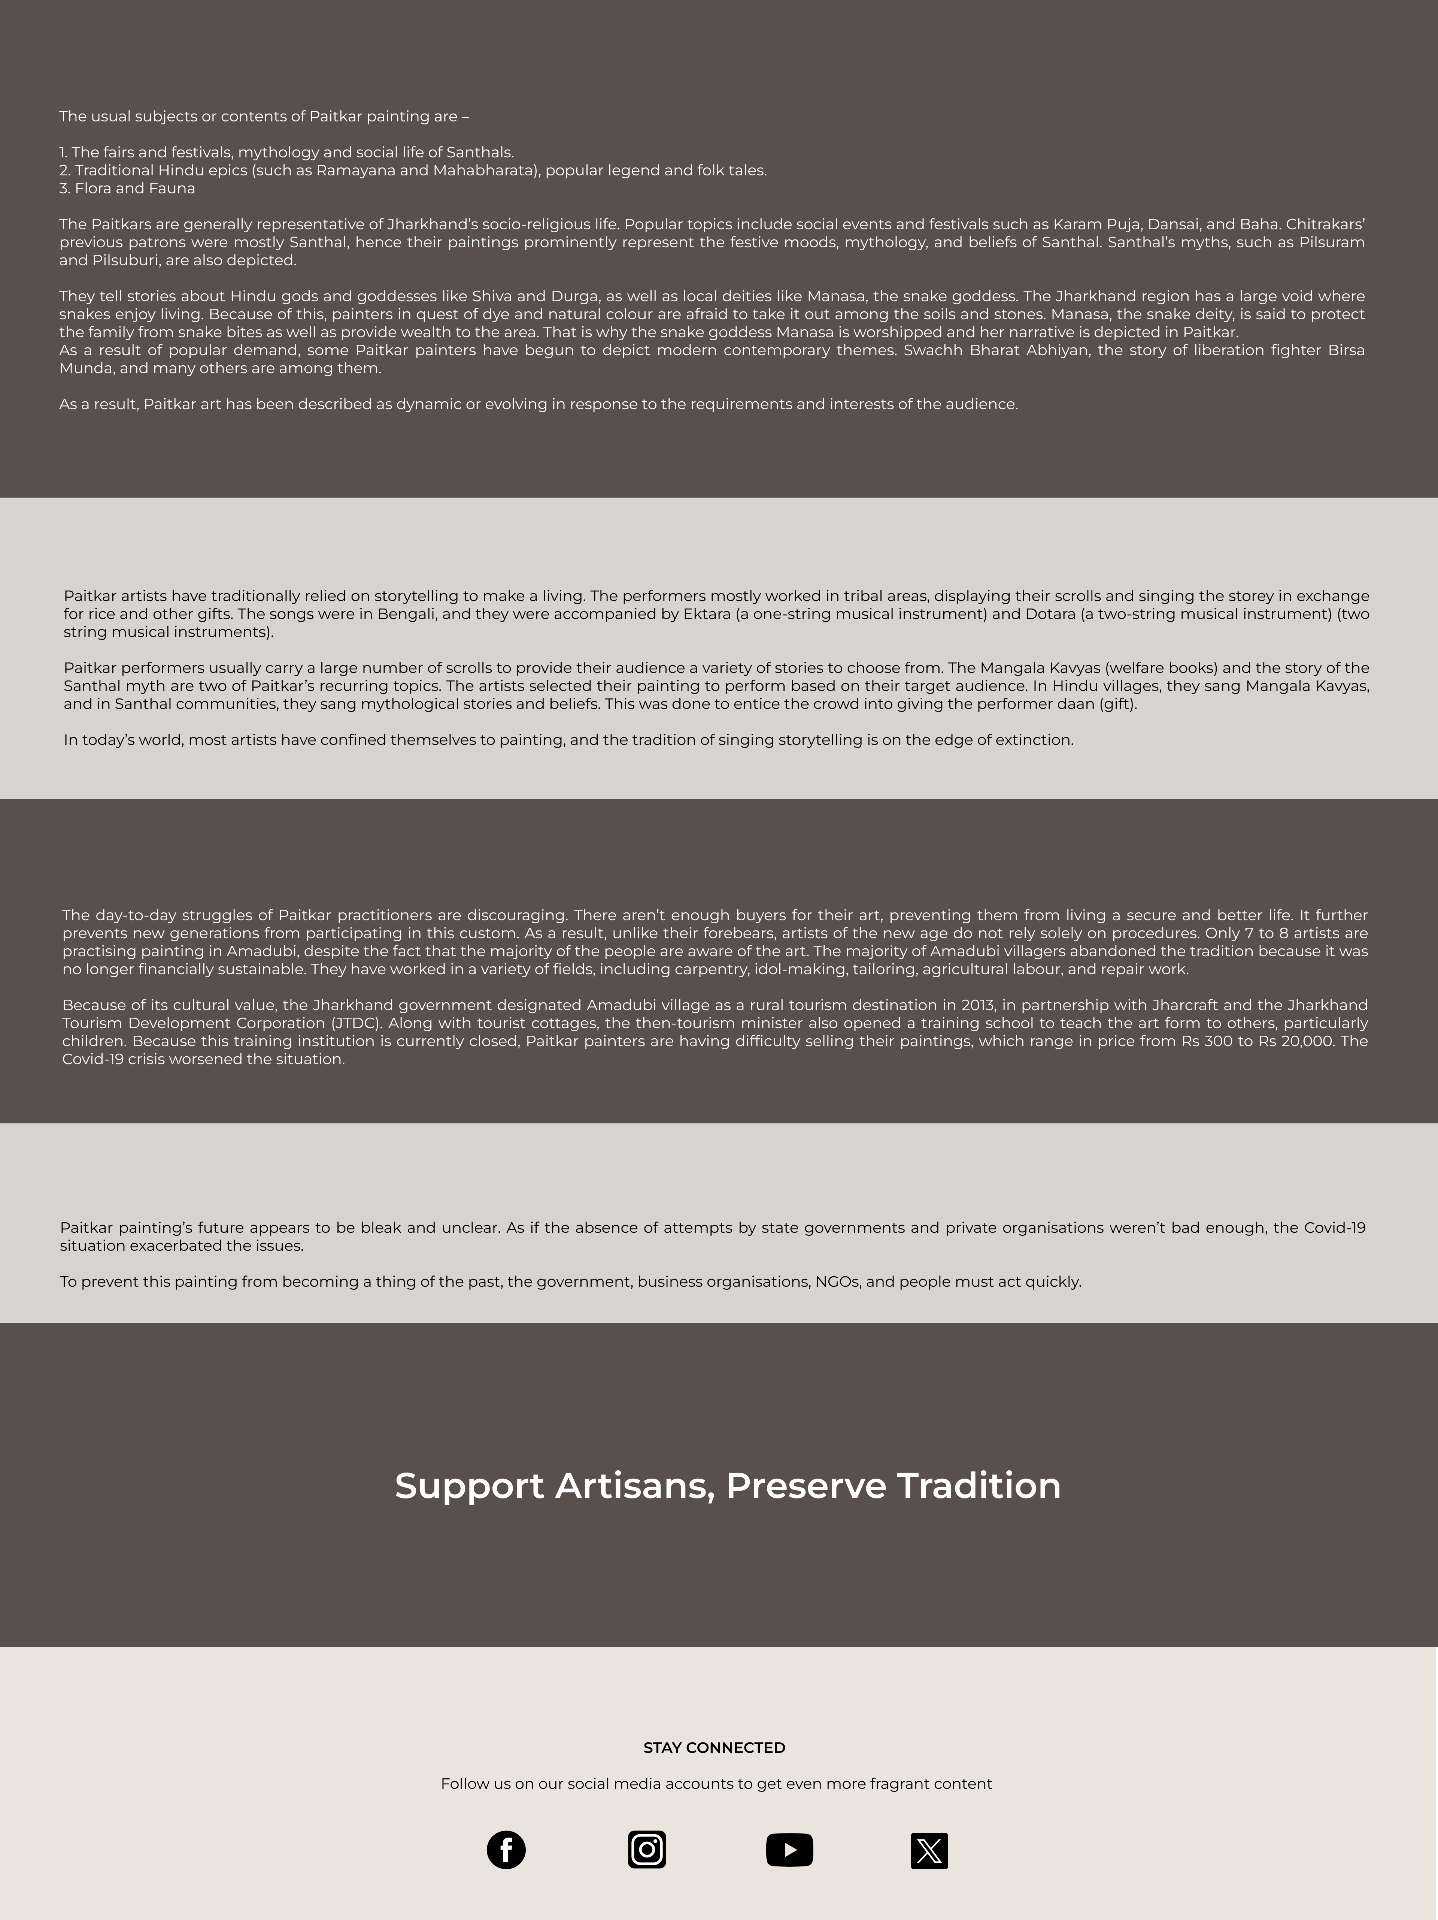 The usual subjects or contents of Paitkar painting are –
1. The fairs and festivals, mythology and social life of Santhals.
2. Traditional Hindu epics (such as Ramayana and Mahabharata), popular legend and folk tales.
3. Flora and Fauna
The Paitkars are generally representative of Jharkhand's socio-religious life. Popular topics include social events and festivals such as Karam Puja, Dansai, and Baha. Chitrakars'
previous patrons were mostly Santhal, hence their paintings prominently represent the festive moods, mythology, and beliefs of Santhal. Santhal's myths, such as Pilsuram
and Pilsuburi, are also depicted.
They tell stories about Hindu gods and goddesses like Shiva and Durga, as well as local deities like Manasa, the snake goddess. The Jharkhand region has a large void where
snakes enjoy living. Because of this, painters in quest of dye and natural colour are afraid to take it out among the soils and stones. Manasa, the snake deity, is said to protect
the family from snake bites as well as provide wealth to the area. That is why the snake goddess Manasa is worshipped and her narrative is depicted in Paitkar.
As a result of popular demand, some Paitkar painters have begun to depict modern contemporary themes. Swachh Bharat Abhiyan, the story of liberation fighter Birsa
Munda, and many others are among them.
As a result, Paitkar art has been described as dynamic or evolving in response to the requirements and interests of the audience.
Paitkar artists have traditionally relied on storytelling to make a living. The performers mostly worked in tribal areas, displaying their scrolls and singing the storey in exchange
for rice and other gifts. The songs were in Bengali, and they were accompanied by Ektara (a one-string musical instrument) and Dotara (a two-string musical instrument) (two
string musical instruments).
Paitkar performers usually carry a large number of scrolls to provide their audience a variety of stories to choose from. The Mangala Kavyas (welfare books) and the story of the
Santhal myth are two of Paitkar's recurring topics. The artists selected their painting to perform based on their target audience. In Hindu villages, they sang Mangala Kavyas,
and in Santhal communities, they sang mythological stories and beliefs. This was done to entice the crowd into giving the performer daan (gift).
In today's world, most artists have confined themselves to painting, and the tradition of singing storytelling is on the edge of extinction.
The day-to-day struggles of Paitkar practitioners are discouraging. There aren't enough buyers for their art, preventing them from living a secure and better life. It further
prevents new generations from participating in this custom. As a result, unlike their forebears, artists of the new age do not rely solely on procedures. Only 7 to 8 artists are
practising painting in Amadubi, despite the fact that the majority of the people are aware of the art. The majority of Amadubi villagers abandoned the tradition because it was
no longer financially sustainable. They have worked in a variety of fields, including carpentry, idol-making, tailoring, agricultural labour, and repair work.
Because of its cultural value, the Jharkhand government designated Amadubi village as a rural tourism destination in 2013, in partnership with Jharcraft and the Jharkhand
Tourism Development Corporation (JTDC). Along with tourist cottages, the then-tourism minister also opened a training school to teach the art form to others, particularly
children. Because this training institution is currently closed, Paitkar painters are having difficulty selling their paintings, which range in price from Rs 300 to Rs 20,000. The
Covid-19 crisis worsened the situation.
Paitkar painting's future appears to be bleak and unclear. As if the absence of attempts by state governments and private organisations weren't bad enough, the Covid-19
situation exacerbated the issues.
To prevent this painting from becoming a thing of the past, the government, business organisations, NGOs, and people must act quickly.
Support Artisans, Preserve Tradition
STAY CONNECTED
Follow us on our social media accounts to get even more fragrant content